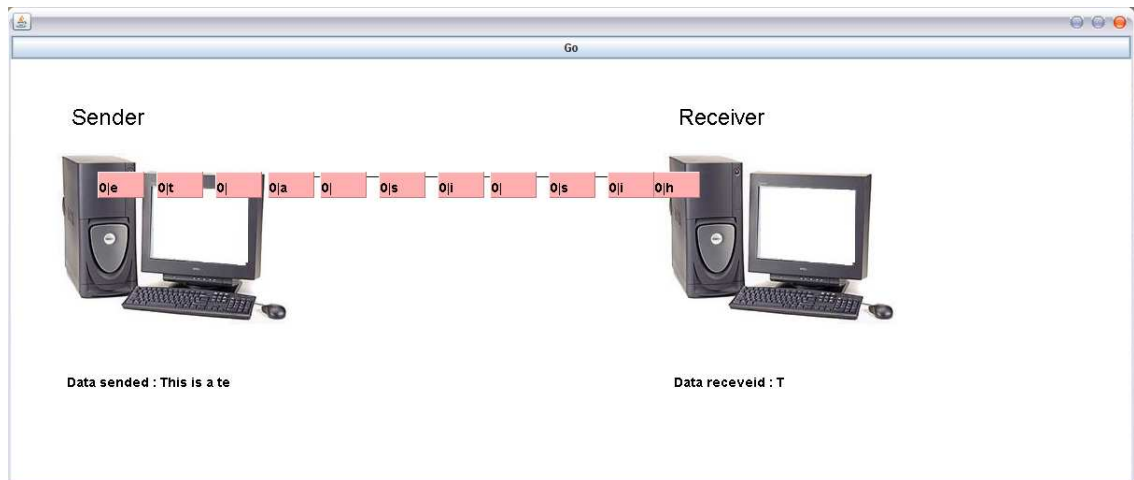 Go
Sender Receiver
0|e 0|t 0| 0|a 0| 0|s 0|i 0| 0|s 0|i 0|h
Data sended : This is a te Data receveid : T